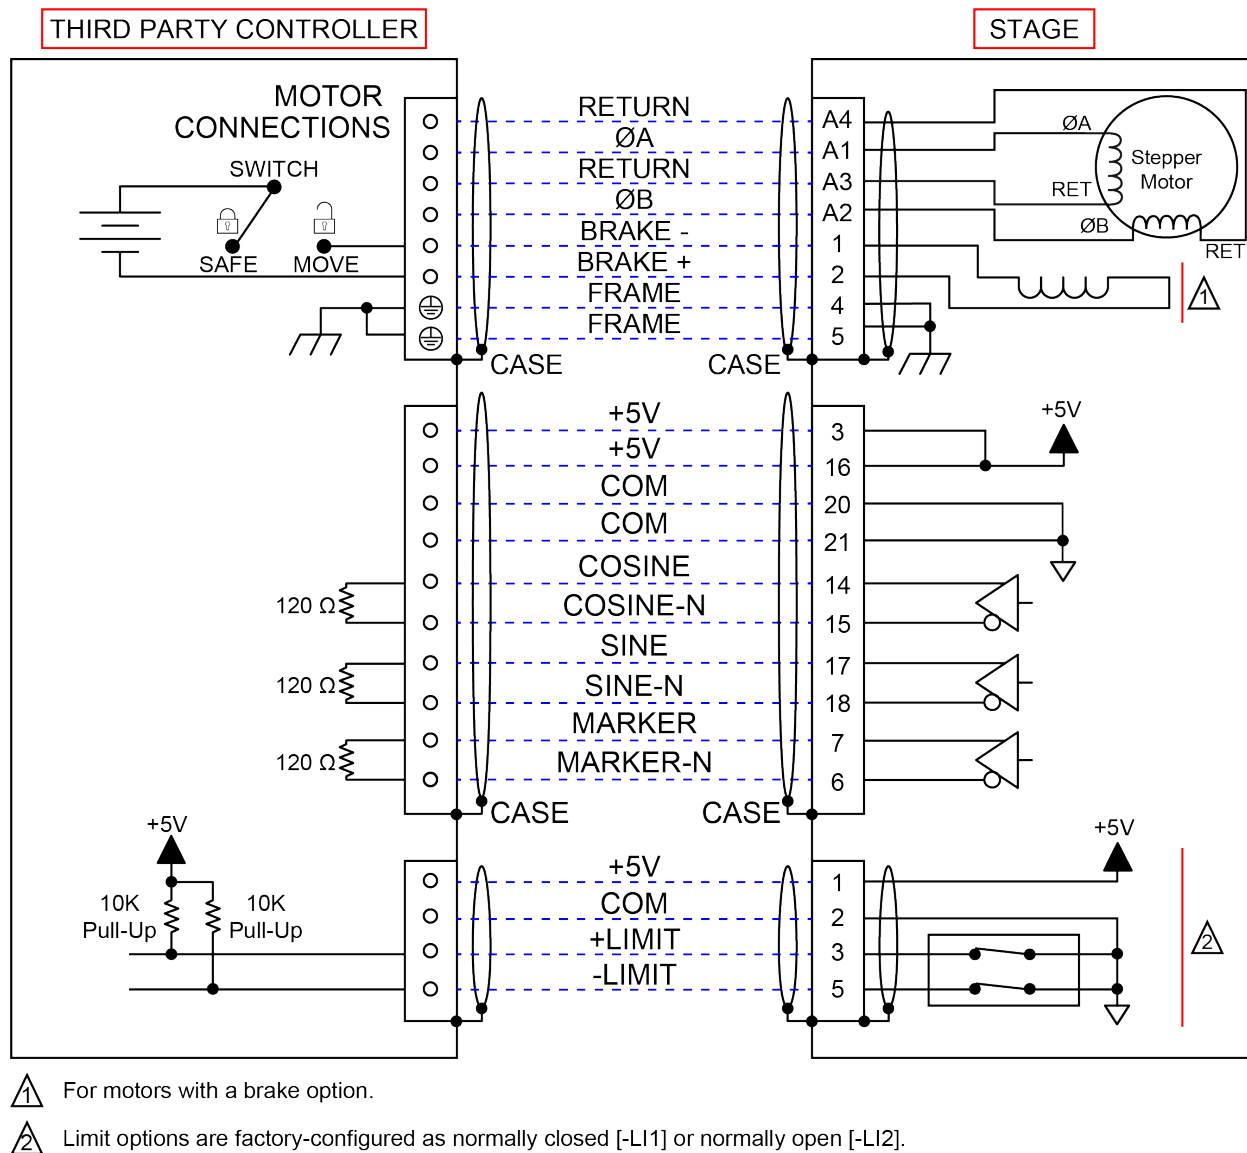 THIRD PARTY CONTROLLER
STAGE
MOTOR
CONNECTIONS
SWITCH
SAFE
MOVE
RETURN
ØA
RETURN
ØB
BRAKE -
BRAKE +
FRAME
FRAME
CASE
CASE
A4
A1
A3
A2
1
2
4
5
ØA
Stepper
Motor
RET
ØB
RET
1
+5V
+5V
COM
COM
COSINE
COSINE-N
SINE
SINE-N
MARKER
MARKER-N
CASE
CASE
120 Ω
120 Ω
120 Ω
3
16
20
21
14
15
17
18
7
6
+5V
+5V
10K
Pull-Up
10K
Pull-Up
+5V
COM
+LIMIT
-LIMIT
1
2
3
5
+5V
2
1 For motors with a brake option.
2 Limit options are factory-configured as normally closed [-LI1] or normally open [-LI2].